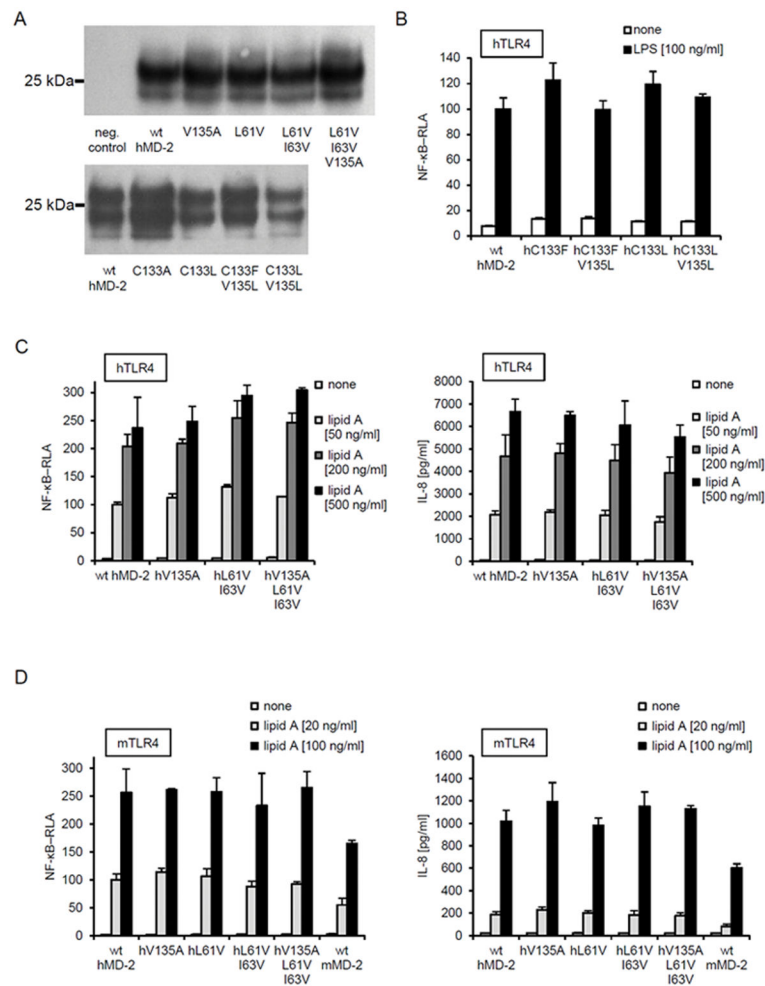 A
25 kDa
neg. control
wt hMD-2
V135A
L61V
L61V I63V
L61V I63V V135A
25 kDa
wt hMD-2
C133A
C133L
C133F V135L
C133L V135L
B
hTLR4
none
LPS [100 ng/ml]
NF-κB–RLA
140
120
100
80
60
40
20
0
wt hMD-2
hC133F
hC133F V135L
hC133L
hC133L V135L
C
hTLR4
none
lipid A [50 ng/ml]
lipid A [200 ng/ml]
lipid A [500 ng/ml]
NF-κB–RLA
300
250
200
150
100
50
0
wt hMD-2
hV135A
hL61V I63V
hV135A L61V I63V
hTLR4
none
lipid A [50 ng/ml]
lipid A [200 ng/ml]
lipid A [500 ng/ml]
IL-8 [pg/ml]
8000
7000
6000
5000
4000
3000
2000
1000
0
wt hMD-2
hV135A
hL61V I63V
hV135A L61V I63V
D
mTLR4
none
lipid A [20 ng/ml]
lipid A [100 ng/ml]
NF-κB–RLA
300
250
200
150
100
50
0
wt hMD-2
hV135A
hL61V
hL61V I63V
hV135A L61V I63V
wt mMD-2
mTLR4
none
lipid A [20 ng/ml]
lipid A [100 ng/ml]
IL-8 [pg/ml]
1600
1400
1200
1000
800
600
400
200
0
wt hMD-2
hV135A
hL61V
hL61V I63V
hV135A L61V I63V
wt mMD-2